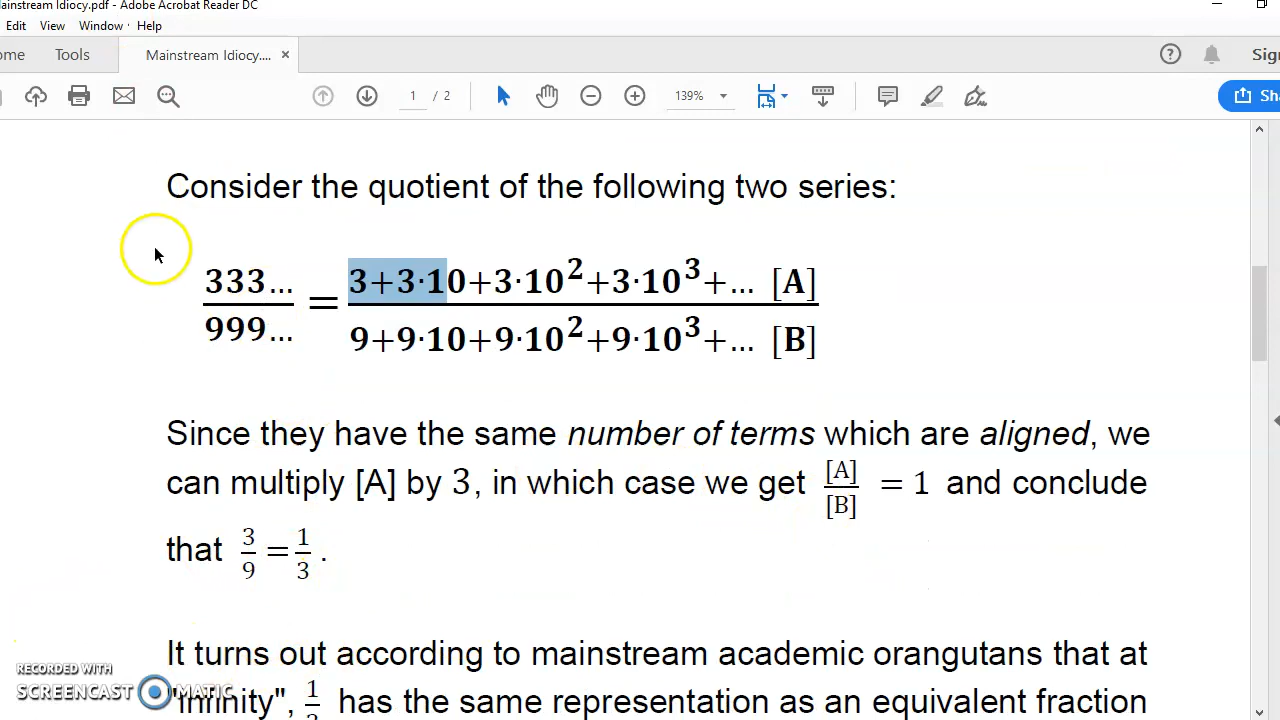 ainstream Idiocy.pdf - Adobe Acrobat Reader DC
Edit View Window Help
ome Tools Mainstream Idiocy.... × Sign
1 / 2 139% Sha
Consider the quotient of the following two series:
333... / 999... = 3+3·10+3·10²+3·10³+... [A] / 9+9·10+9·10²+9·10³+... [B]
Since they have the same number of terms which are aligned, we
can multiply [A] by 3, in which case we get [A]/[B] = 1 and conclude
that 3/9 = 1/3 .
It turns out according to mainstream academic orangutans that at
"infinity", 1/3 has the same representation as an equivalent fraction
RECORDED WITH
SCREENCAST MATIC